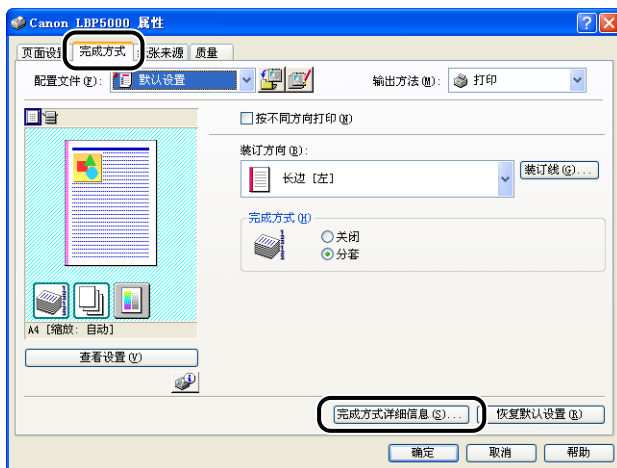 Canon LBP5000 属性
页面设 完成方式 张来源 质量
配置文件(F): 默认设置 输出方法(M): 打印
按不同方向打印(N)
装订方向(B):
长边 [左] 装订线(G)...
完成方式(H)
关闭
分套
A4 [缩放: 自动]
查看设置(V)
完成方式详细信息(S)... 恢复默认设置(R)
确定 取消 帮助